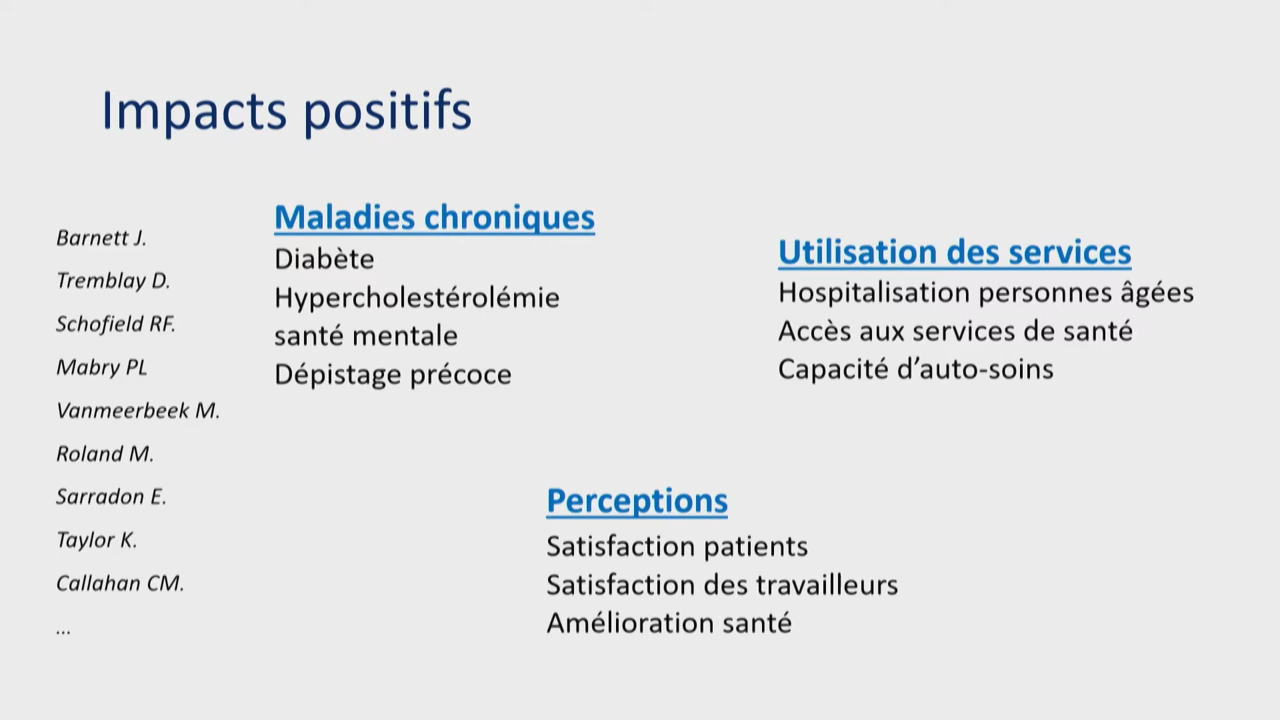 Impacts positifs
Barnett J.
Tremblay D.
Schofield RF.
Mabry PL
Vanmeerbeek M.
Roland M.
Sarradon E.
Taylor K.
Callahan CM.
...
Maladies chroniques
Diabète
Hypercholestérolémie
santé mentale
Dépistage précoce
Utilisation des services
Hospitalisation personnes âgées
Accès aux services de santé
Capacité d’auto-soins
Perceptions
Satisfaction patients
Satisfaction des travailleurs
Amélioration santé